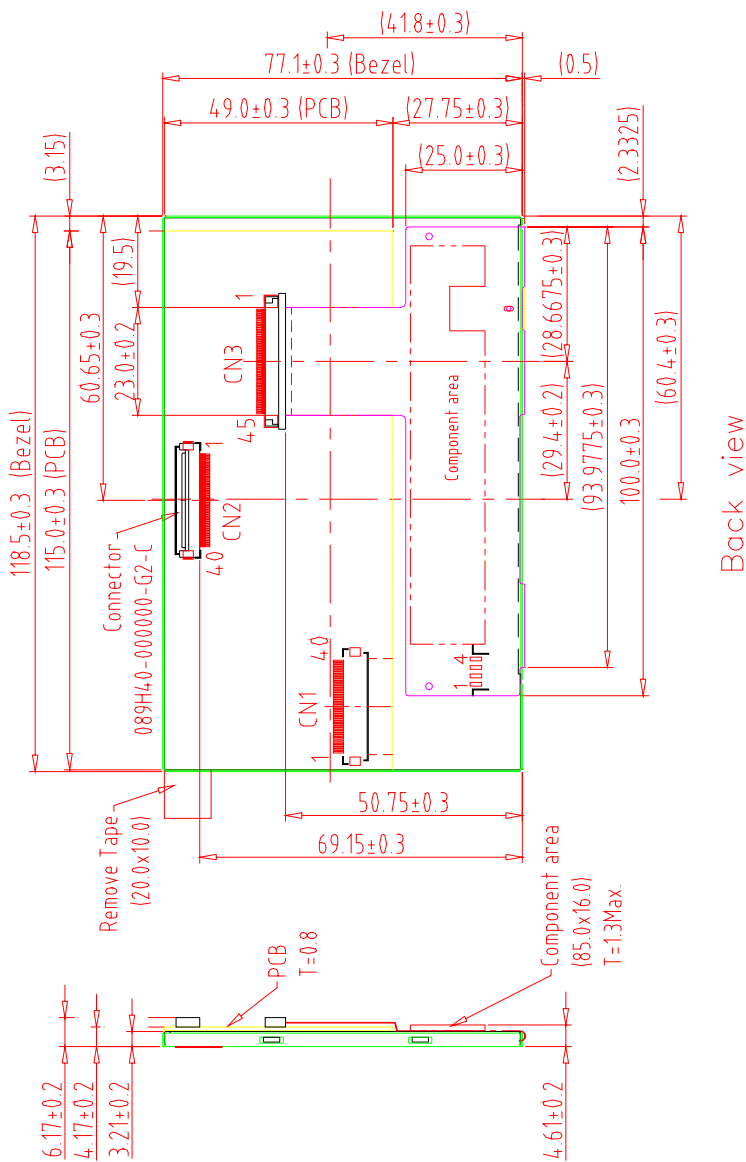 (41.8±0.3)
77.1±0.3 (Bezel)
(0.5)
49.0±0.3 (PCB)
(27.75±0.3)
(25.0±0.3)
(3.15)
(2.3325)
118.5±0.3 (Bezel)
115.0±0.3 (PCB)
60.65±0.3
23.0±0.2
(19.5)
1
CN3
45
1
CN2
40
Connector
089H40-000000-G2-C
40
CN1
1
Component area
1 4
(28.6675±0.3)
(29.4±0.2)
(93.9775±0.3)
100.0±0.3
(60.4±0.3)
Back view
50.75±0.3
69.15±0.3
Remove Tape
(20.0x10.0)
PCB
T=0.8
Component area
(85.0x16.0)
T=1.3Max.
6.17±0.2
4.17±0.2
3.21±0.2
4.61±0.2